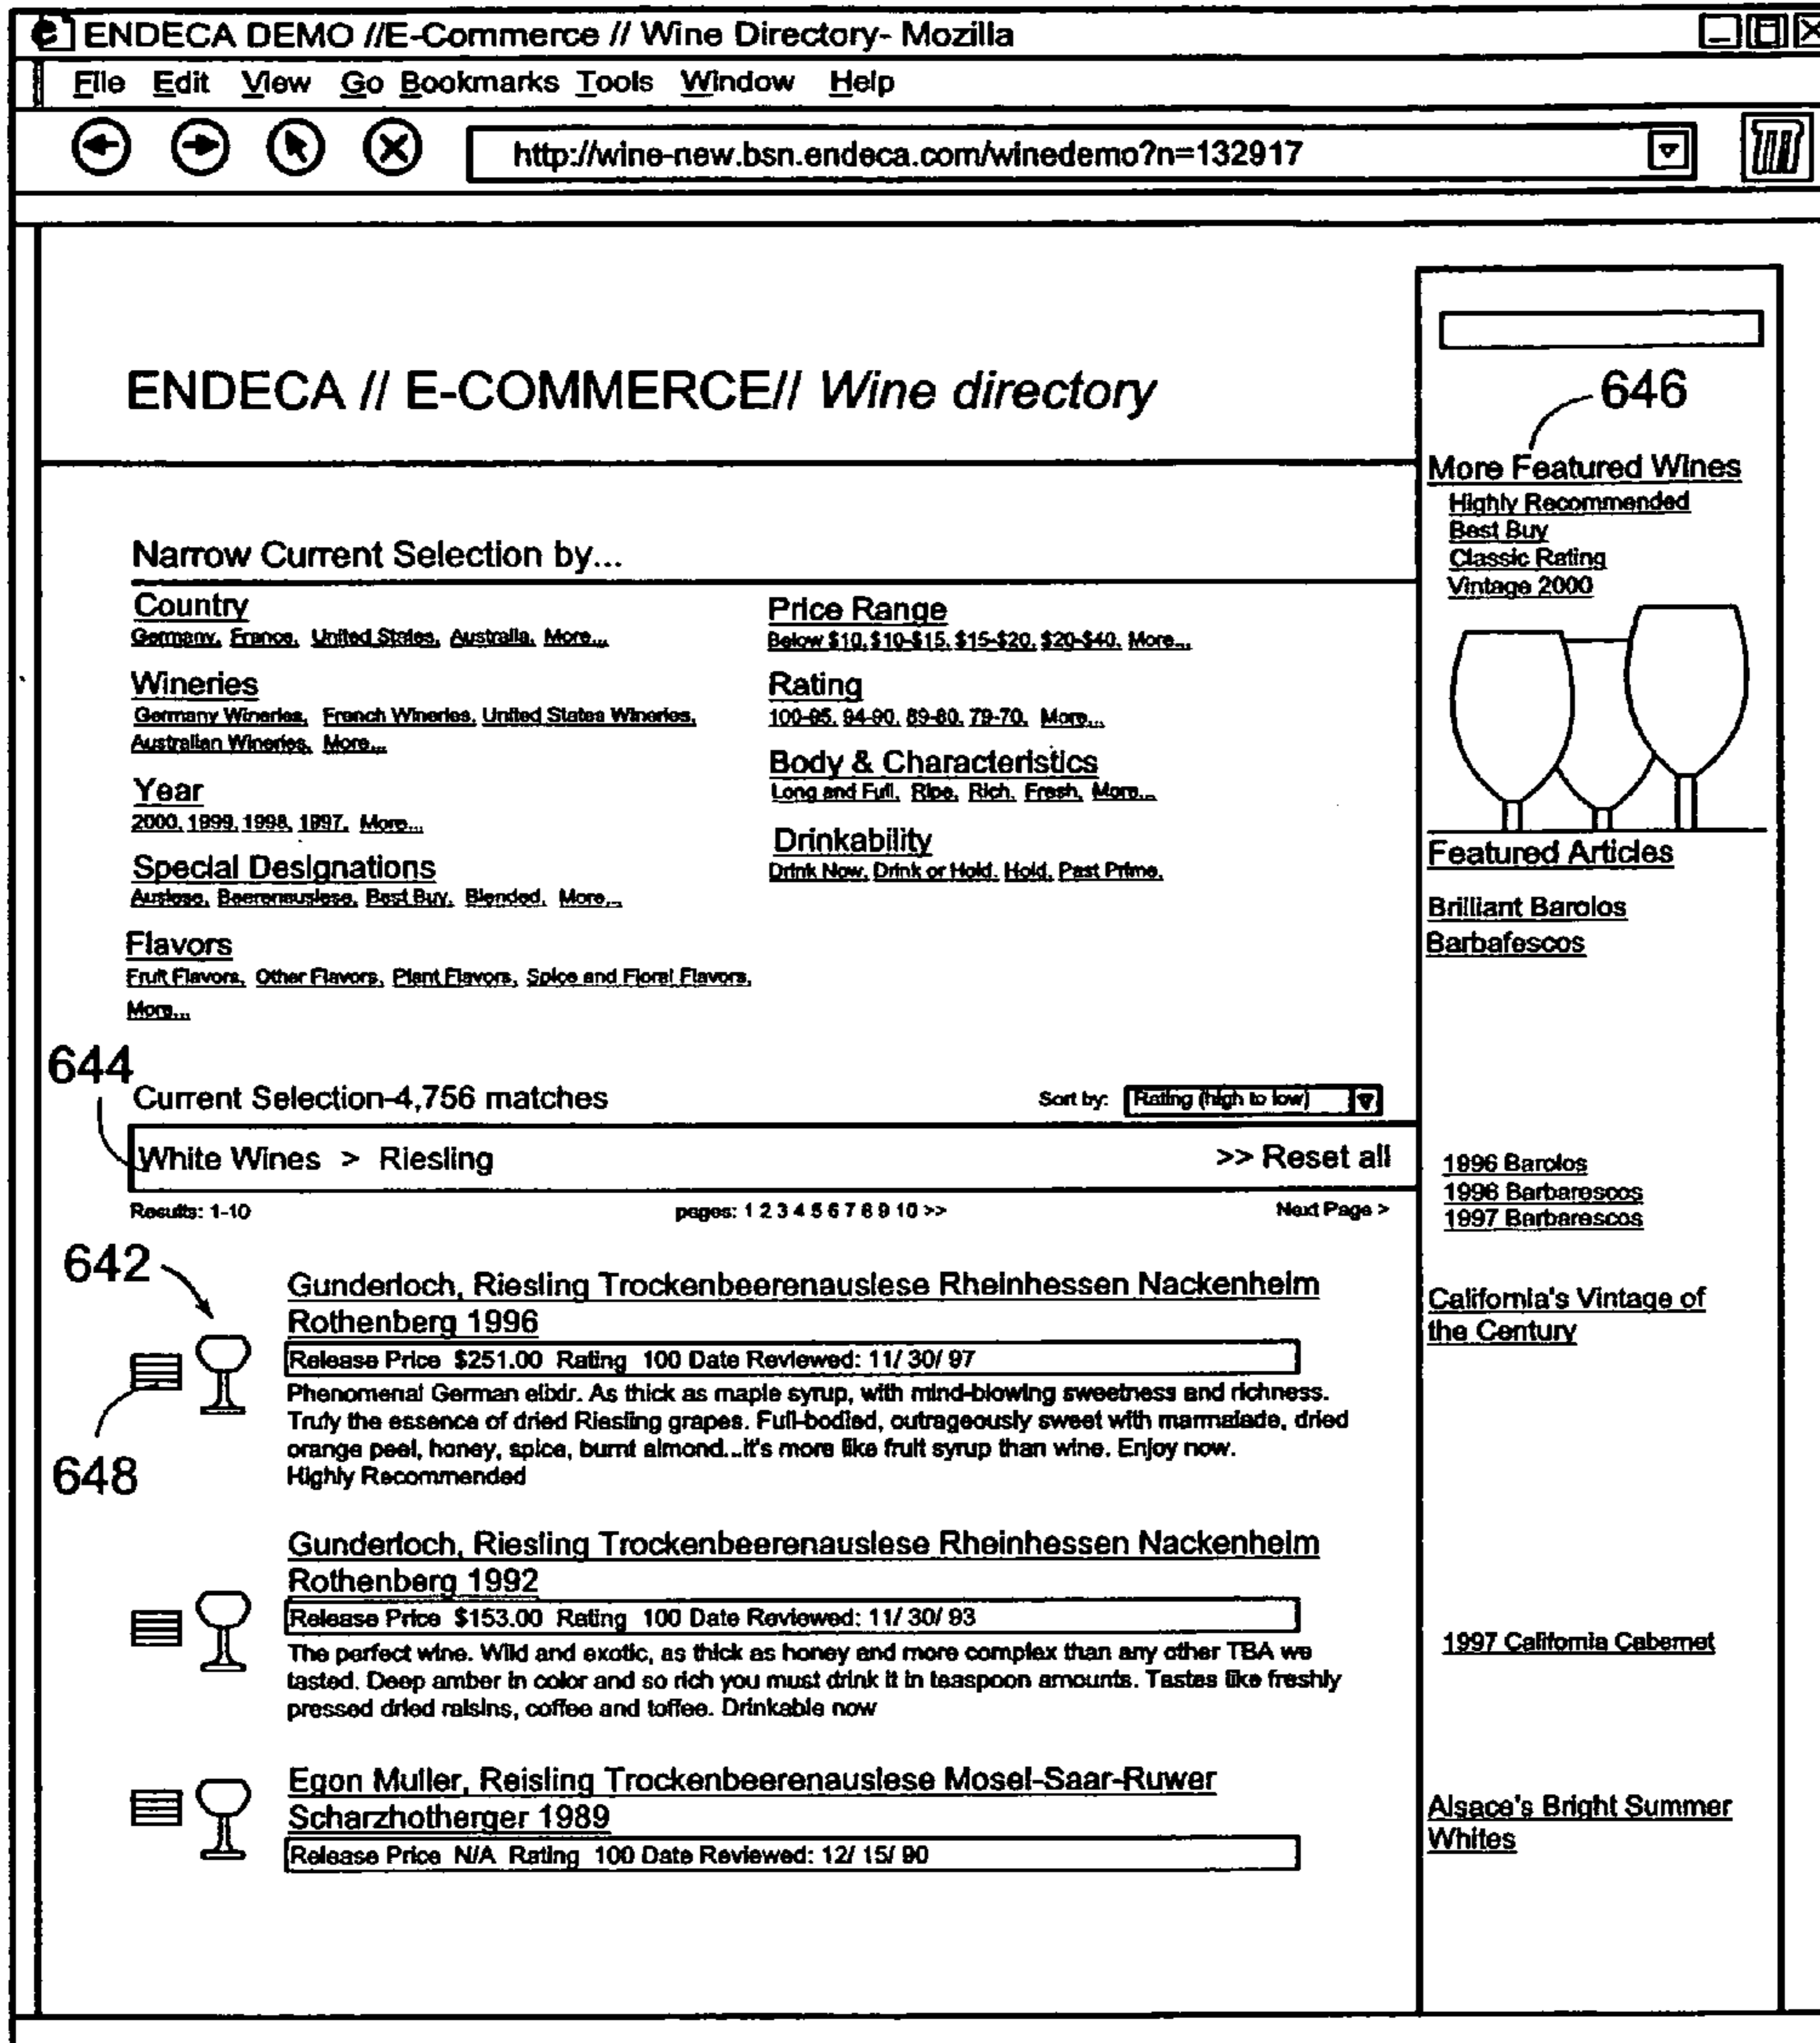 ENDECA DEMO //E-Commerce // Wine Directory- Mozilla
File Edit View Go Bookmarks Tools Window Help
http://wine-new.bsn.endeca.com/winedemo?n=132917
ENDECA // E-COMMERCE// Wine directory
Narrow Current Selection by...
Country
Germany, France, United States, Australia, More...
Wineries
Germany Wineries, French Wineries, United States Wineries,
Australian Wineries, More...
Year
2000, 1999, 1998, 1997, More...
Special Designations
Auslese, Beerenauslese, Best Buy, Blended, More...
Flavors
Fruit Flavors, Other Flavors, Plant Flavors, Spice and Floral Flavors,
More...
Price Range
Below $10, $10-$15, $15-$20, $20-$40, More...
Rating
100-95, 94-90, 89-80, 79-70, More...
Body & Characteristics
Long and Full, Ripe, Rich, Fresh, More...
Drinkability
Drink Now, Drink or Hold, Hold, Past Prime,
644
Current Selection-4,756 matches
Sort by: Rating (high to low)
White Wines > Riesling >> Reset all
Results: 1-10 pages: 1 2 3 4 5 6 7 8 9 10 >> Next Page >
642
Gunderloch, Riesling Trockenbeerenauslese Rheinhessen Nackenheim
Rothenberg 1996
Release Price $251.00 Rating 100 Date Reviewed: 11/ 30/ 97
Phenomenal German elixir. As thick as maple syrup, with mind-blowing sweetness and richness.
Truly the essence of dried Riesling grapes. Full-bodied, outrageously sweet with marmalade, dried
orange peel, honey, spice, burnt almond...it's more like fruit syrup than wine. Enjoy now.
Highly Recommended
648
Gunderloch, Riesling Trockenbeerenauslese Rheinhessen Nackenheim
Rothenberg 1992
Release Price $153.00 Rating 100 Date Reviewed: 11/ 30/ 93
The perfect wine. Wild and exotic, as thick as honey and more complex than any other TBA we
tasted. Deep amber in color and so rich you must drink it in teaspoon amounts. Tastes like freshly
pressed dried raisins, coffee and toffee. Drinkable now
Egon Muller, Reisling Trockenbeerenauslese Mosel-Saar-Ruwer
Scharzhotherger 1989
Release Price N/A Rating 100 Date Reviewed: 12/ 15/ 90
646
More Featured Wines
Highly Recommended
Best Buy
Classic Rating
Vintage 2000
Featured Articles
Brilliant Barolos
Barbafescos
1996 Barolos
1996 Barbarescos
1997 Barbarescos
California's Vintage of
the Century
1997 California Cabernet
Alsace's Bright Summer
Whites